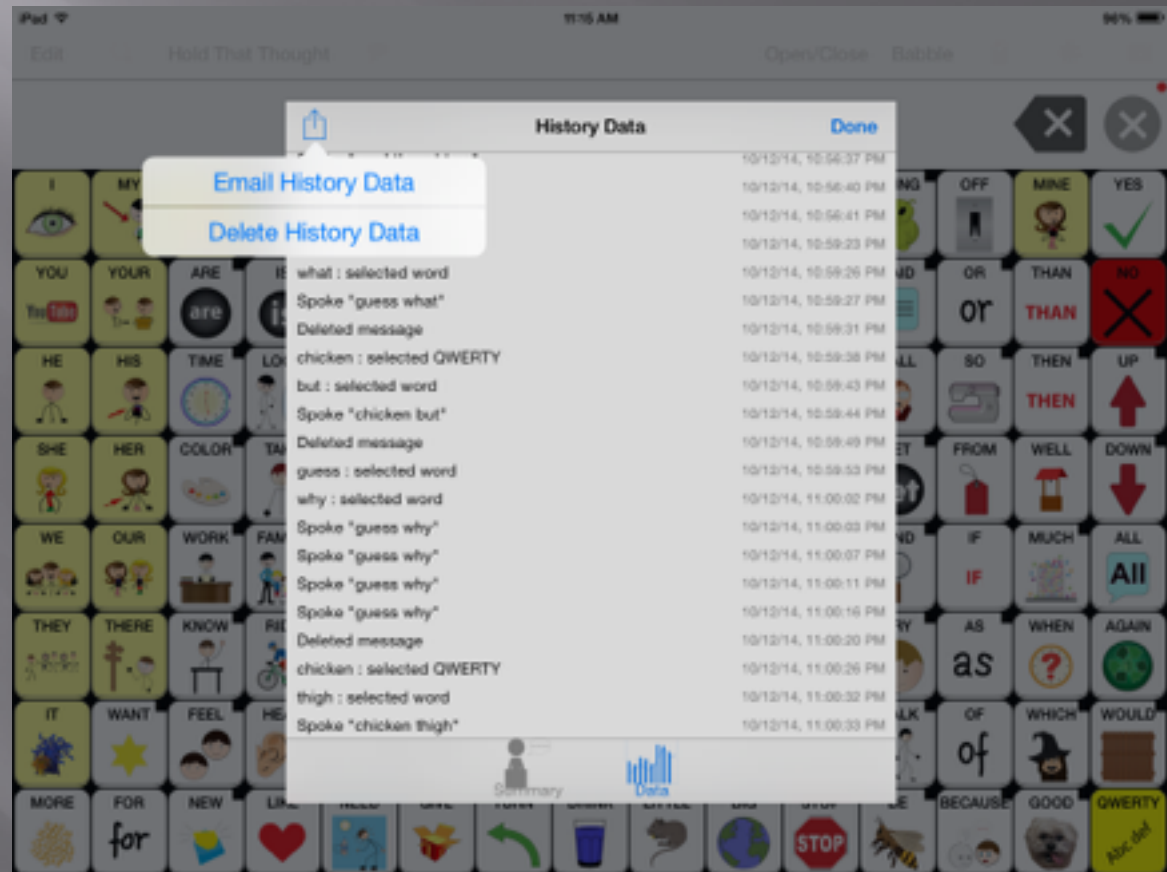 iPad
11:15 AM
96%
Edit
Hold That Thought
Open/Close
Babble
History Data
Done
Email History Data
Delete History Data
10/12/14, 10:56:37 PM
10/12/14, 10:56:40 PM
10/12/14, 10:56:41 PM
10/12/14, 10:59:23 PM
what : selected word 10/12/14, 10:59:26 PM
Spoke "guess what" 10/12/14, 10:59:27 PM
Deleted message 10/12/14, 10:59:31 PM
chicken : selected QWERTY 10/12/14, 10:59:38 PM
but : selected word 10/12/14, 10:59:43 PM
Spoke "chicken but" 10/12/14, 10:59:44 PM
Deleted message 10/12/14, 10:59:49 PM
guess : selected word 10/12/14, 10:59:53 PM
why : selected word 10/12/14, 11:00:02 PM
Spoke "guess why" 10/12/14, 11:00:03 PM
Spoke "guess why" 10/12/14, 11:00:07 PM
Spoke "guess why" 10/12/14, 11:00:11 PM
Spoke "guess why" 10/12/14, 11:00:16 PM
Deleted message 10/12/14, 11:00:20 PM
chicken : selected QWERTY 10/12/14, 11:00:26 PM
thigh : selected word 10/12/14, 11:00:32 PM
Spoke "chicken thigh" 10/12/14, 11:00:33 PM
Summary
Data
I
MY
OFF
MINE
YES
YOU
YOUR
ARE
OR
THAN
NO
You Tube
are
or
THAN
HE
HIS
TIME
SO
THEN
UP
THEN
SHE
HER
COLOR
FROM
WELL
DOWN
WE
OUR
WORK
IF
MUCH
ALL
IF
All
THEY
THERE
KNOW
AS
WHEN
AGAIN
as
?
IT
WANT
FEEL
OF
WHICH
WOULD
of
MORE
FOR
NEW
LIKE
NEED
GIVE
TURN
DRINK
LITTLE
BIG
STOP
BECAUSE
GOOD
QWERTY
for
STOP
Abc def